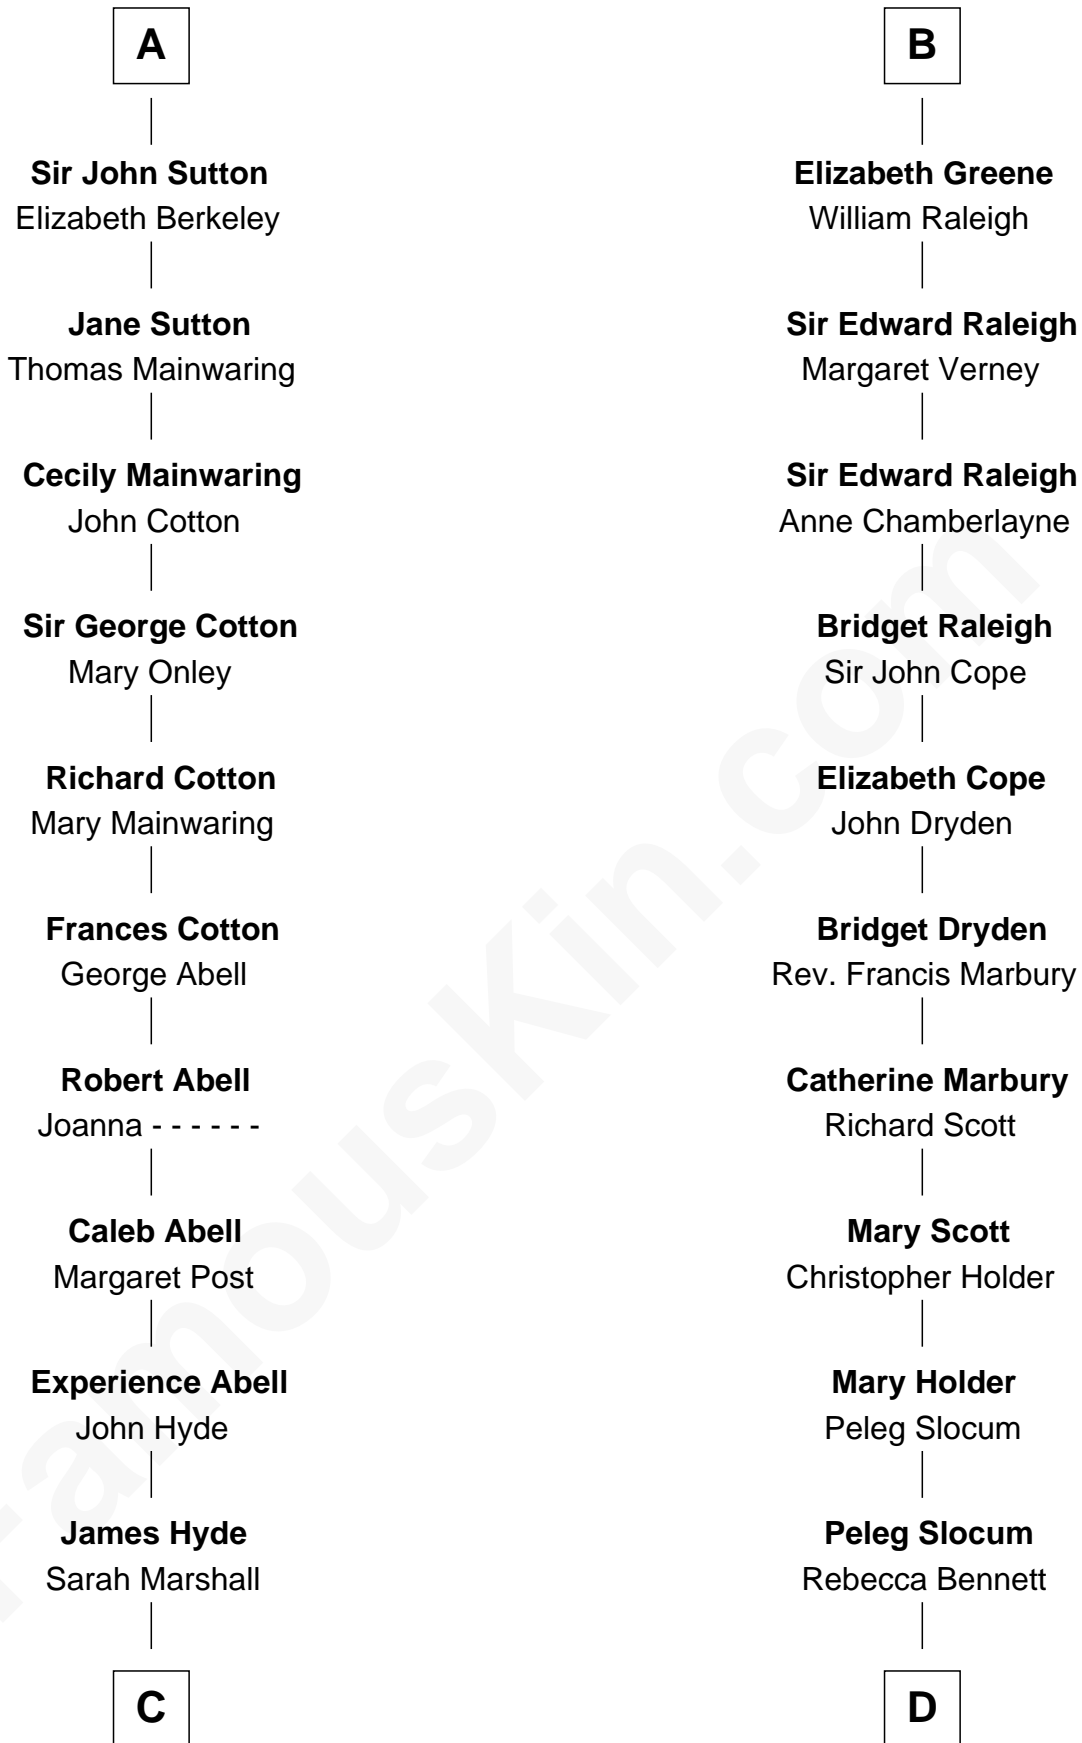 A
Sir John Sutton
Elizabeth Berkeley
Jane Sutton
Thomas Mainwaring
Cecily Mainwaring
John Cotton
Sir George Cotton
Mary Onley
Richard Cotton
Mary Mainwaring
Frances Cotton
George Abell
Robert Abell
Joanna - - - - - -
Caleb Abell
Margaret Post
Experience Abell
John Hyde
James Hyde
Sarah Marshall
C
B
Elizabeth Greene
William Raleigh
Sir Edward Raleigh
Margaret Verney
Sir Edward Raleigh
Anne Chamberlayne
Bridget Raleigh
Sir John Cope
Elizabeth Cope
John Dryden
Bridget Dryden
Rev. Francis Marbury
Catherine Marbury
Richard Scott
Mary Scott
Christopher Holder
Mary Holder
Peleg Slocum
Peleg Slocum
Rebecca Bennett
D
FamousKin.com